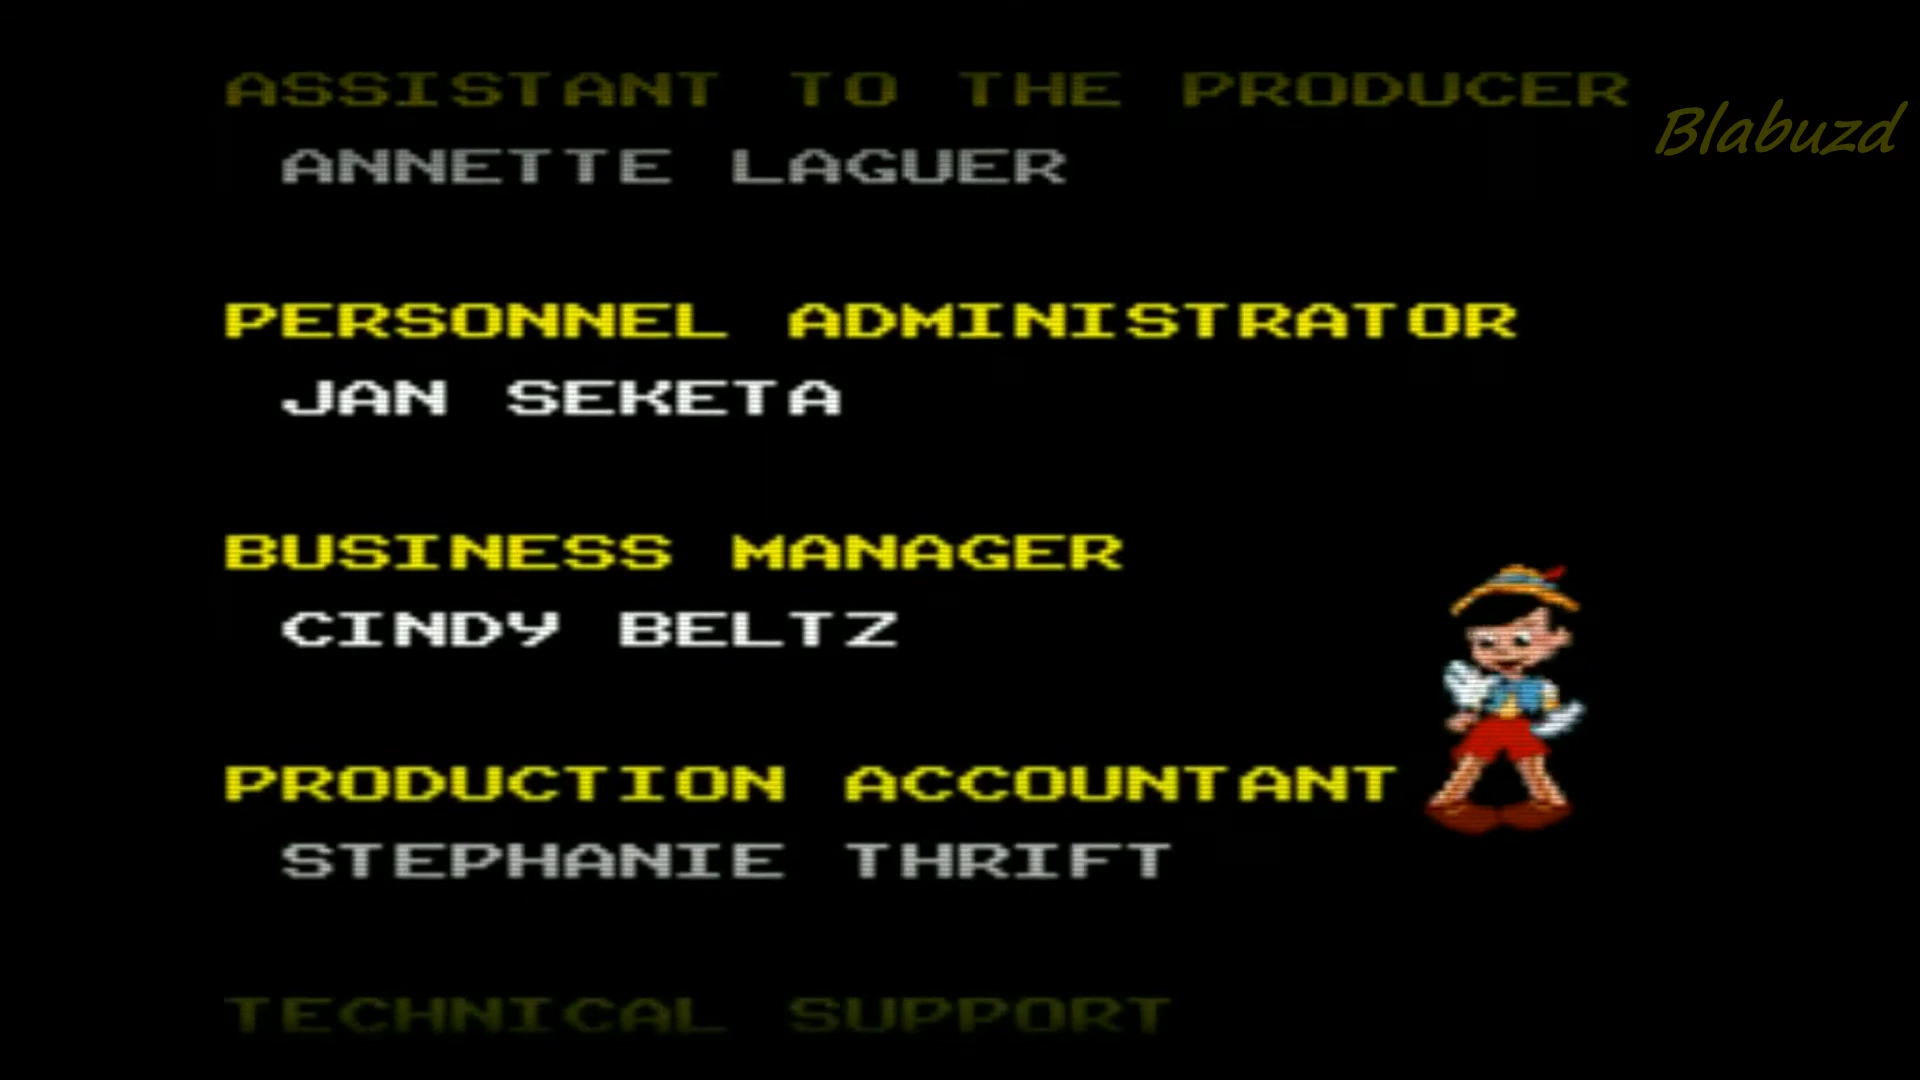 ASSISTANT TO THE PRODUCER
Blabuzd
ANNETTE LAGUER
PERSONNEL ADMINISTRATOR
JAN SEKETA
BUSINESS MANAGER
CINDY BELTZ
PRODUCTION ACCOUNTANT
STEPHANIE THRIFT
TECHNICAL SUPPORT